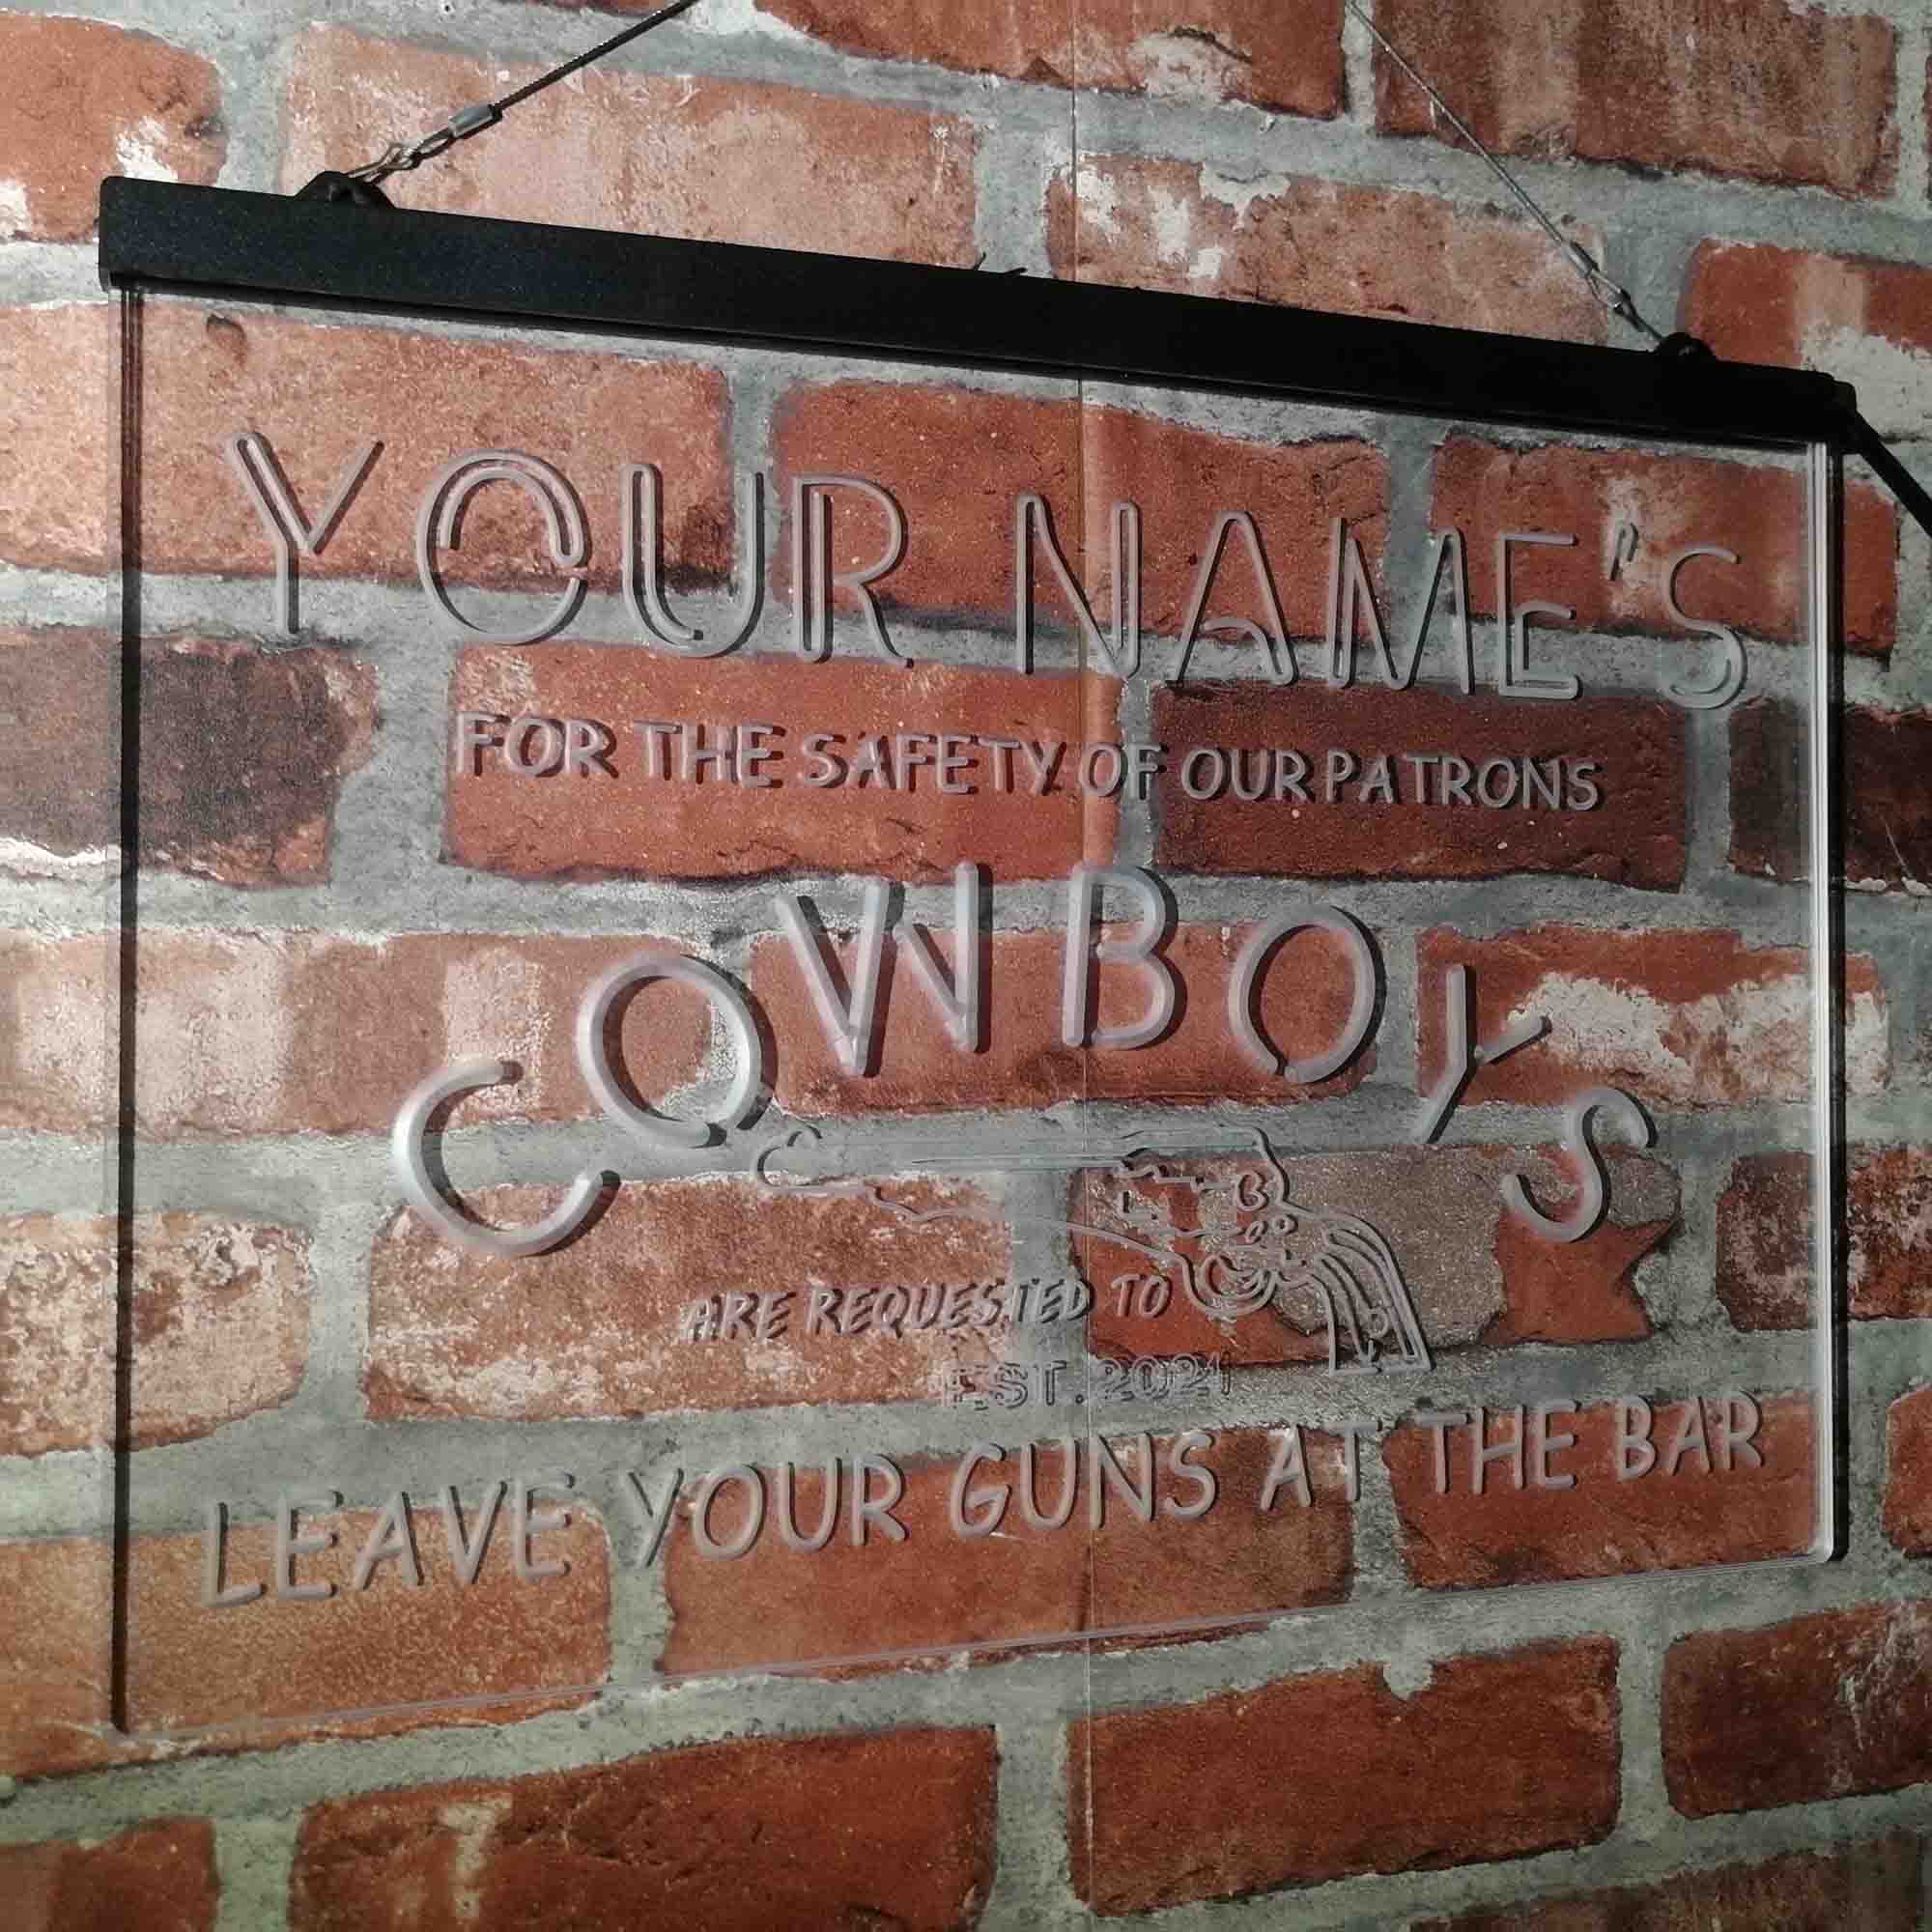 YOUR NAME'S
FOR THE SAFETY OF OUR PATRONS
COWBOYS
ARE REQUESTED TO
EST. 2021
LEAVE YOUR GUNS AT THE BAR